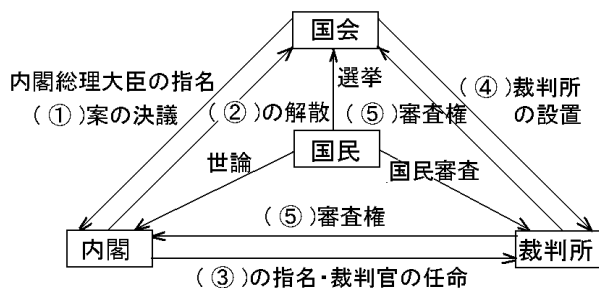 国会
内閣総理大臣の指名
(①)案の決議
(②)の解散
選挙
(⑤)審査権
(④)裁判所
の設置
国民
世論
国民審査
(⑤)審査権
内閣
裁判所
(③)の指名・裁判官の任命